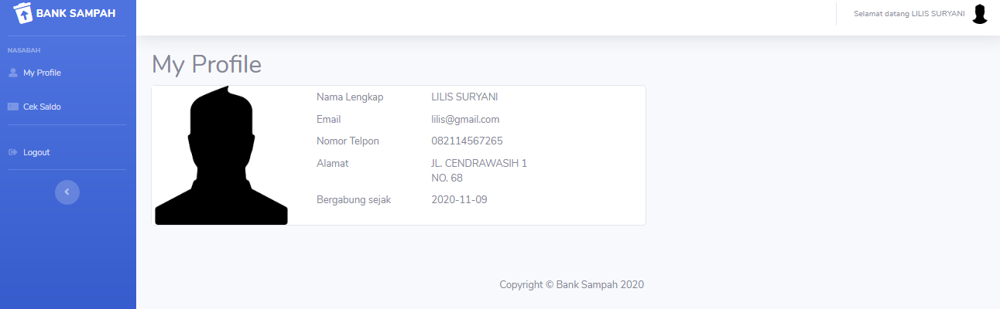 BANK SAMPAH
Selamat datang LILIS SURYANI
NASABAH
My Profile
Cek Saldo
Logout
My Profile
Nama Lengkap LILIS SURYANI
Email lilis@gmail.com
Nomor Telpon 082114567265
Alamat JL. CENDRAWASIH 1
NO. 68
Bergabung sejak 2020-11-09
Copyright © Bank Sampah 2020